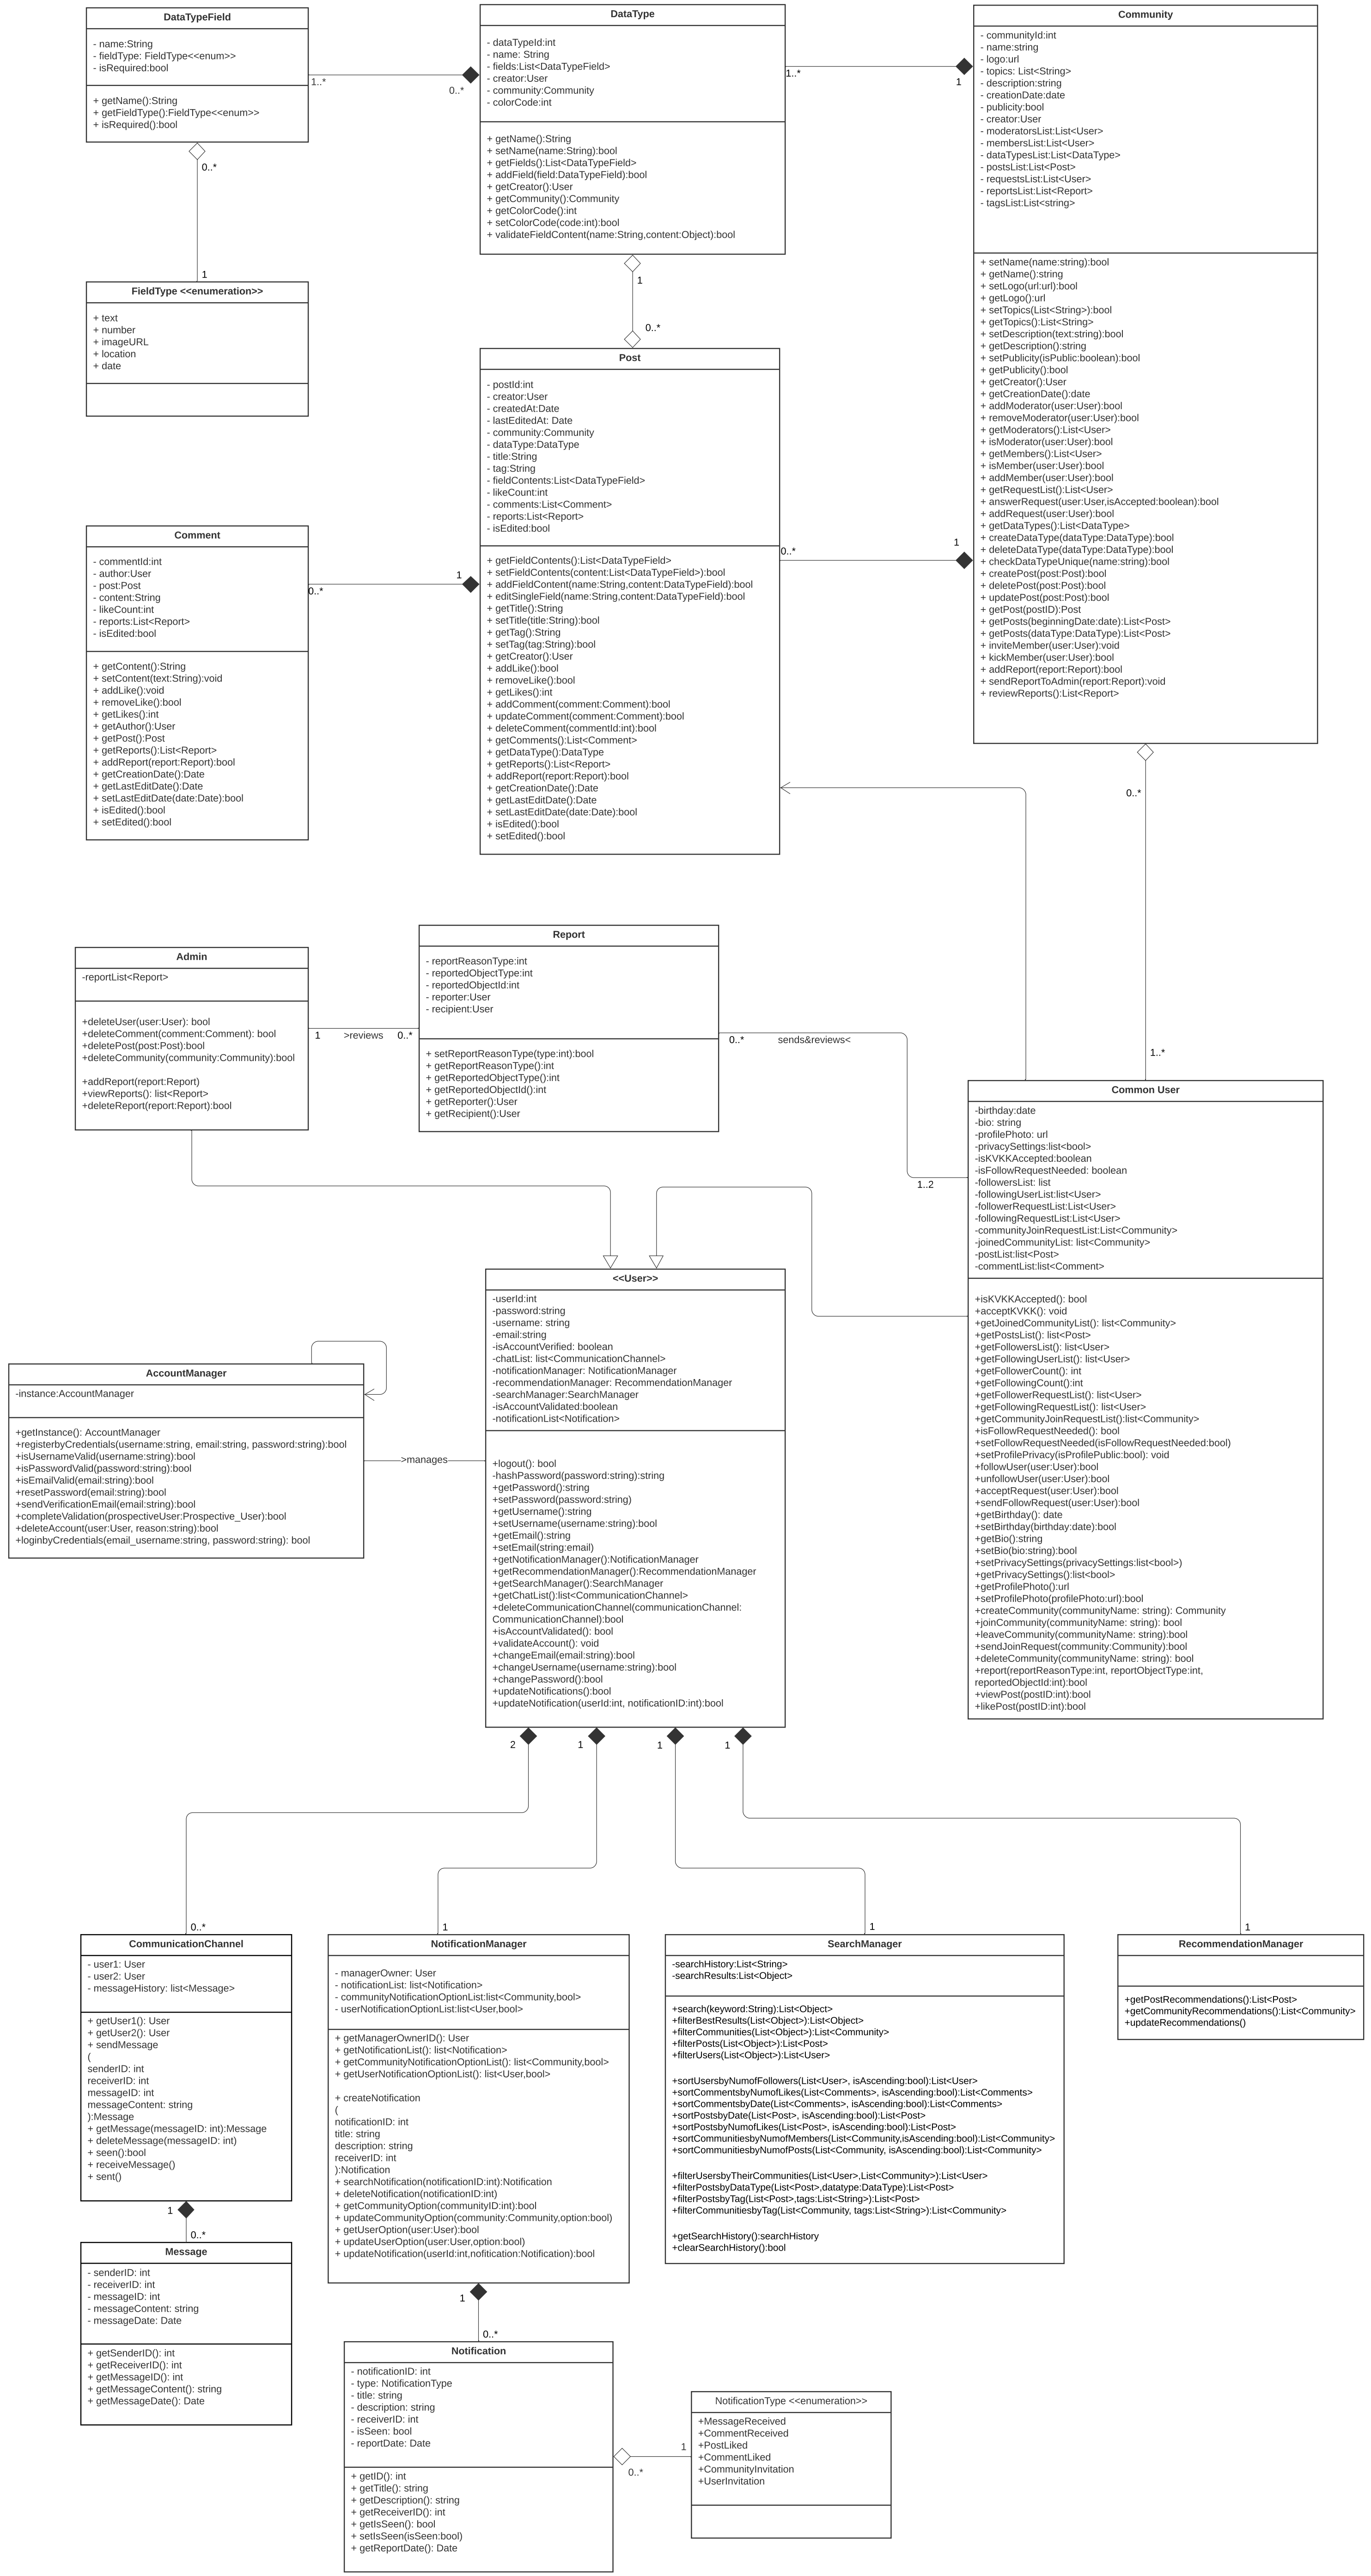 DataTypeField
- name:String
- fieldType: FieldType<<enum>>
- isRequired:bool
+ getName():String
+ getFieldType():FieldType<<enum>>
+ isRequired():bool
1..*
0..*
DataType
- dataTypeId:int
- name: String
- fields:List<DataTypeField>
- creator:User
- community:Community
- colorCode:int
+ getName():String
+ setName(name:String):bool
+ getFields():List<DataTypeField>
+ addField(field:DataTypeField):bool
+ getCreator():User
+ getCommunity():Community
+ getColorCode():int
+ setColorCode(code:int):bool
+ validateFieldContent(name:String,content:Object):bool
1..*
1
Community
- communityId:int
- name:string
- logo:url
- topics: List<String>
- description:string
- creationDate:date
- publicity:bool
- creator:User
- moderatorsList:List<User>
- membersList:List<User>
- dataTypesList:List<DataType>
- postsList:List<Post>
- requestsList:List<User>
- reportsList:List<Report>
- tagsList:List<string>
+ setName(name:string):bool
+ getName():string
+ setLogo(url:url):bool
+ getLogo():url
+ setTopics(List<String>):bool
+ getTopics():List<String>
+ setDescription(text:string):bool
+ getDescription():string
+ setPublicity(isPublic:boolean):bool
+ getPublicity():bool
+ getCreator():User
+ getCreationDate():date
+ addModerator(user:User):bool
+ removeModerator(user:User):bool
+ getModerators():List<User>
+ isModerator(user:User):bool
+ getMembers():List<User>
+ isMember(user:User):bool
+ addMember(user:User):bool
+ getRequestList():List<User>
+ answerRequest(user:User,isAccepted:boolean):bool
+ addRequest(user:User):bool
+ getDataTypes():List<DataType>
+ createDataType(dataType:DataType):bool
+ deleteDataType(dataType:DataType):bool
+ checkDataTypeUnique(name:string):bool
+ createPost(post:Post):bool
+ deletePost(post:Post):bool
+ updatePost(post:Post):bool
+ getPost(postID):Post
+ getPosts(beginningDate:date):List<Post>
+ getPosts(dataType:DataType):List<Post>
+ inviteMember(user:User):void
+ kickMember(user:User):bool
+ addReport(report:Report):bool
+ sendReportToAdmin(report:Report):void
+ reviewReports():List<Report>
0..*
1
FieldType <<enumeration>>
+ text
+ number
+ imageURL
+ location
+ date
1
0..*
Post
- postId:int
- creator:User
- createdAt:Date
- lastEditedAt: Date
- community:Community
- dataType:DataType
- title:String
- tag:String
- fieldContents:List<DataTypeField>
- likeCount:int
- comments:List<Comment>
- reports:List<Report>
- isEdited:bool
+ getFieldContents():List<DataTypeField>
+ setFieldContents(content:List<DataTypeField>):bool
+ addFieldContent(name:String,content:DataTypeField):bool
+ editSingleField(name:String,content:DataTypeField):bool
+ getTitle():String
+ setTitle(title:String):bool
+ getTag():String
+ setTag(tag:String):bool
+ getCreator():User
+ addLike():bool
+ removeLike():bool
+ getLikes():int
+ addComment(comment:Comment):bool
+ updateComment(comment:Comment):bool
+ deleteComment(commentId:int):bool
+ getComments():List<Comment>
+ getDataType():DataType
+ getReports():List<Report>
+ addReport(report:Report):bool
+ getCreationDate():Date
+ getLastEditDate():Date
+ setLastEditDate(date:Date):bool
+ isEdited():bool
+ setEdited():bool
0..*
1
Comment
- commentId:int
- author:User
- post:Post
- content:String
- likeCount:int
- reports:List<Report>
- isEdited:bool
+ getContent():String
+ setContent(text:String):void
+ addLike():void
+ removeLike():bool
+ getLikes():int
+ getAuthor():User
+ getPost():Post
+ getReports():List<Report>
+ addReport(report:Report):bool
+ getCreationDate():Date
+ getLastEditDate():Date
+ setLastEditDate(date:Date):bool
+ isEdited():bool
+ setEdited():bool
0..*
1
0..*
1..*
Admin
-reportList<Report>
+deleteUser(user:User): bool
+deleteComment(comment:Comment): bool
+deletePost(post:Post):bool
+deleteCommunity(community:Community):bool
+addReport(report:Report)
+viewReports(): list<Report>
+deleteReport(report:Report):bool
1
>reviews
0..*
Report
- reportReasonType:int
- reportedObjectType:int
- reportedObjectId:int
- reporter:User
- recipient:User
+ setReportReasonType(type:int):bool
+ getReportReasonType():int
+ getReportedObjectType():int
+ getReportedObjectId():int
+ getReporter():User
+ getRecipient():User
0..*
sends&reviews<
1..2
Common User
-birthday:date
-bio: string
-profilePhoto: url
-privacySettings:list<bool>
-isKVKKAccepted:boolean
-isFollowRequestNeeded: boolean
-followersList: list
-followingUserList:list<User>
-followerRequestList:List<User>
-followingRequestList:List<User>
-communityJoinRequestList:List<Community>
-joinedCommunityList: list<Community>
-postList:list<Post>
-commentList:list<Comment>
+isKVKKAccepted(): bool
+acceptKVKK(): void
+getJoinedCommunityList(): list<Community>
+getPostsList(): list<Post>
+getFollowersList(): list<User>
+getFollowingUserList(): list<User>
+getFollowerCount(): int
+getFollowingCount():int
+getFollowerRequestList(): list<User>
+getFollowingRequestList(): list<User>
+getCommunityJoinRequestList():list<Community>
+isFollowRequestNeeded(): bool
+setFollowRequestNeeded(isFollowRequestNeeded:bool)
+setProfilePrivacy(isProfilePublic:bool): void
+followUser(user:User):bool
+unfollowUser(user:User):bool
+acceptRequest(user:User):bool
+sendFollowRequest(user:User):bool
+getBirthday(): date
+setBirthday(birthday:date):bool
+getBio():string
+setBio(bio:string):bool
+setPrivacySettings(privacySettings:list<bool>)
+getPrivacySettings():list<bool>
+getProfilePhoto():url
+setProfilePhoto(profilePhoto:url):bool
+createCommunity(communityName: string): Community
+joinCommunity(communityName: string): bool
+leaveCommunity(communityName: string):bool
+sendJoinRequest(community:Community):bool
+deleteCommunity(communityName: string): bool
+report(reportReasonType:int, reportObjectType:int,
reportedObjectId:int):bool
+viewPost(postID:int):bool
+likePost(postID:int):bool
<<User>>
-userId:int
-password:string
-username: string
-email:string
-isAccountVerified: boolean
-chatList: list<CommunicationChannel>
-notificationManager: NotificationManager
-recommendationManager: RecommendationManager
-searchManager:SearchManager
-isAccountValidated:boolean
-notificationList<Notification>
+logout(): bool
-hashPassword(password:string):string
+getPassword():string
+setPassword(password:string)
+getUsername():string
+setUsername(username:string):bool
+getEmail():string
+setEmail(string:email)
+getNotificationManager():NotificationManager
+getRecommendationManager():RecommendationManager
+getSearchManager():SearchManager
+getChatList():list<CommunicationChannel>
+deleteCommunicationChannel(communicationChannel:
CommunicationChannel):bool
+isAccountValidated(): bool
+validateAccount(): void
+changeEmail(email:string):bool
+changeUsername(username:string):bool
+changePassword():bool
+updateNotifications():bool
+updateNotification(userId:int, notificationID:int):bool
AccountManager
-instance:AccountManager
+getInstance(): AccountManager
+registerbyCredentials(username:string, email:string, password:string):bool
+isUsernameValid(username:string):bool
+isPasswordValid(password:string):bool
+isEmailValid(email:string):bool
+resetPassword(email:string):bool
+sendVerificationEmail(email:string):bool
+completeValidation(prospectiveUser:Prospective_User):bool
+deleteAccount(user:User, reason:string):bool
+loginbyCredentials(email_username:string, password:string): bool
>manages
2
1
1
1
0..*
1
1
1
CommunicationChannel
- user1: User
- user2: User
- messageHistory: list<Message>
+ getUser1(): User
+ getUser2(): User
+ sendMessage
(
senderID: int
receiverID: int
messageID: int
messageContent: string
):Message
+ getMessage(messageID: int):Message
+ deleteMessage(messageID: int)
+ seen():bool
+ receiveMessage()
+ sent()
1
0..*
Message
- senderID: int
- receiverID: int
- messageID: int
- messageContent: string
- messageDate: Date
+ getSenderID(): int
+ getReceiverID(): int
+ getMessageID(): int
+ getMessageContent(): string
+ getMessageDate(): Date
NotificationManager
- managerOwner: User
- notificationList: list<Notification>
- communityNotificationOptionList:list<Community,bool>
- userNotificationOptionList:list<User,bool>
+ getManagerOwnerID(): User
+ getNotificationList(): list<Notification>
+ getCommunityNotificationOptionList(): list<Community,bool>
+ getUserNotificationOptionList(): list<User,bool>
+ createNotification
(
notificationID: int
title: string
description: string
receiverID: int
):Notification
+ searchNotification(notificationID:int):Notification
+ deleteNotification(notificationID:int)
+ getCommunityOption(communityID:int):bool
+ updateCommunityOption(community:Community,option:bool)
+ getUserOption(user:User):bool
+ updateUserOption(user:User,option:bool)
+ updateNotification(userId:int,nofitication:Notification):bool
SearchManager
-searchHistory:List<String>
-searchResults:List<Object>
+search(keyword:String):List<Object>
+filterBestResults(List<Object>):List<Object>
+filterCommunities(List<Object>):List<Community>
+filterPosts(List<Object>):List<Post>
+filterUsers(List<Object>):List<User>
+sortUsersbyNumofFollowers(List<User>, isAscending:bool):List<User>
+sortCommentsbyNumofLikes(List<Comments>, isAscending:bool):List<Comments>
+sortCommentsbyDate(List<Comments>, isAscending:bool):List<Comments>
+sortPostsbyDate(List<Post>, isAscending:bool):List<Post>
+sortPostsbyNumofLikes(List<Post>, isAscending:bool):List<Post>
+sortCommunitiesbyNumofMembers(List<Community,isAscending:bool):List<Community>
+sortCommunitiesbyNumofPosts(List<Community, isAscending:bool):List<Community>
+filterUsersbyTheirCommunities(List<User>,List<Community>):List<User>
+filterPostsbyDataType(List<Post>,datatype:DataType):List<Post>
+filterPostsbyTag(List<Post>,tags:List<String>):List<Post>
+filterCommunitiesbyTag(List<Community, tags:List<String>):List<Community>
+getSearchHistory():searchHistory
+clearSearchHistory():bool
RecommendationManager
+getPostRecommendations():List<Post>
+getCommunityRecommendations():List<Community>
+updateRecommendations()
1
0..*
Notification
- notificationID: int
- type: NotificationType
- title: string
- description: string
- receiverID: int
- isSeen: bool
- reportDate: Date
+ getID(): int
+ getTitle(): string
+ getDescription(): string
+ getReceiverID(): int
+ getIsSeen(): bool
+ setIsSeen(isSeen:bool)
+ getReportDate(): Date
0..*
1
NotificationType <<enumeration>>
+MessageReceived
+CommentReceived
+PostLiked
+CommentLiked
+CommunityInvitation
+UserInvitation